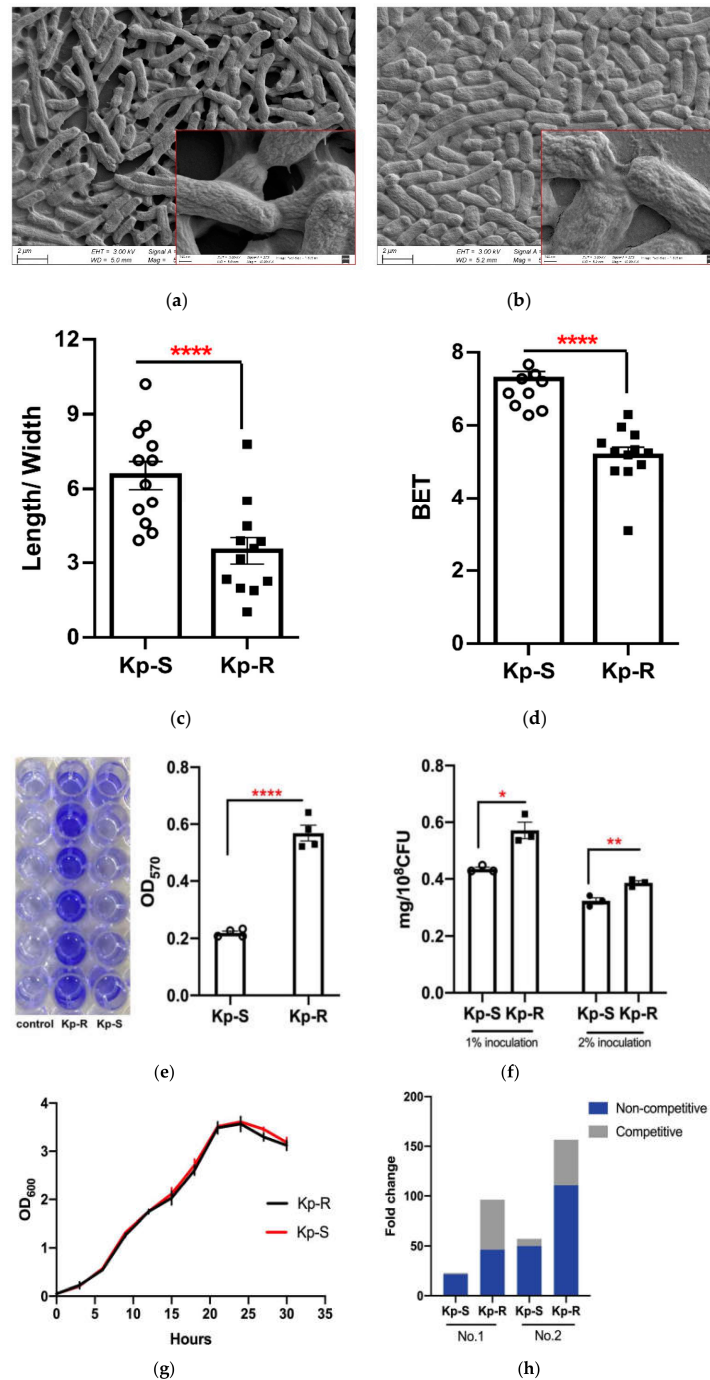 2 µm EHT = 3.00 kV Signal A =
WD = 5.0 mm Mag =
2 µm EHT = 3.00 kV Signal A =
WD = 5.2 mm Mag =
(a) (b)
12
9
6
3
0
Length/ Width
****
Kp-S Kp-R
8
6
4
2
0
BET
****
Kp-S Kp-R
(c) (d)
control Kp-R Kp-S
0.8
0.6
0.4
0.2
0.0
OD570
****
Kp-S Kp-R
0.8
0.6
0.4
0.2
0.0
mg/10⁸CFU
*
**
Kp-S Kp-R Kp-S Kp-R
1% inoculation 2% inoculation
(e) (f)
4
3
2
1
0
OD600
Kp-R
Kp-S
0 5 10 15 20 25 30 35
Hours
200
150
100
50
0
Fold change
Non-competitive
Competitive
Kp-S Kp-R Kp-S Kp-R
No.1 No.2
(g) (h)